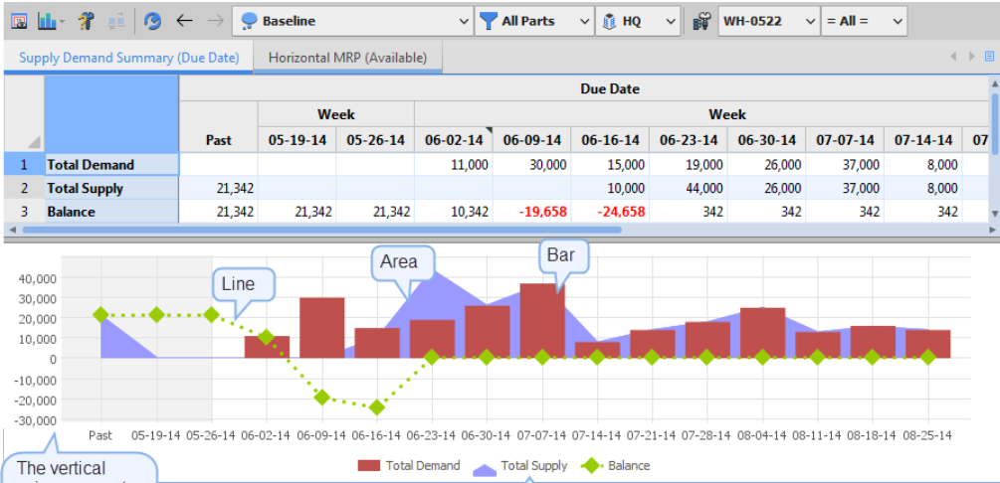 Baseline All Parts HQ WH-0522 = All =
Supply Demand Summary (Due Date) Horizontal MRP (Available)
Due Date
Week Week
Past 05-19-14 05-26-14 06-02-14 06-09-14 06-16-14 06-23-14 06-30-14 07-07-14 07-14-14 07
1 Total Demand 11,000 30,000 15,000 19,000 26,000 37,000 8,000
2 Total Supply 21,342 10,000 44,000 26,000 37,000 8,000
3 Balance 21,342 21,342 21,342 10,342 -19,658 -24,658 342 342 342 342
Line
Area
Bar
40,000
30,000
20,000
10,000
0
-10,000
-20,000
-30,000
Past 05-19-14 05-26-14 06-02-14 06-09-14 06-16-14 06-23-14 06-30-14 07-07-14 07-14-14 07-21-14 07-28-14 08-04-14 08-11-14 08-18-14 08-25-14
The vertical
Total Demand Total Supply Balance